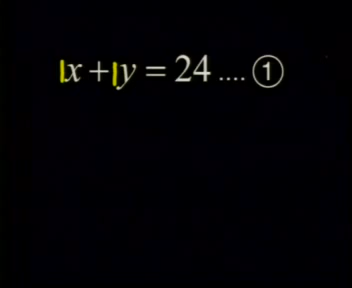 1x + 1y = 24 .... ①